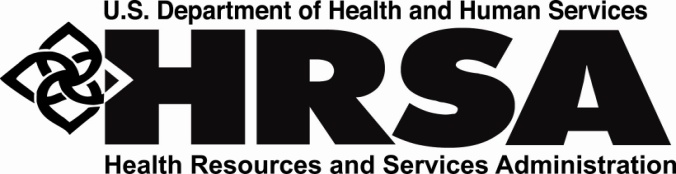 U.S. Department of Health and Human Services
HRSA
Health Resources and Services Administration